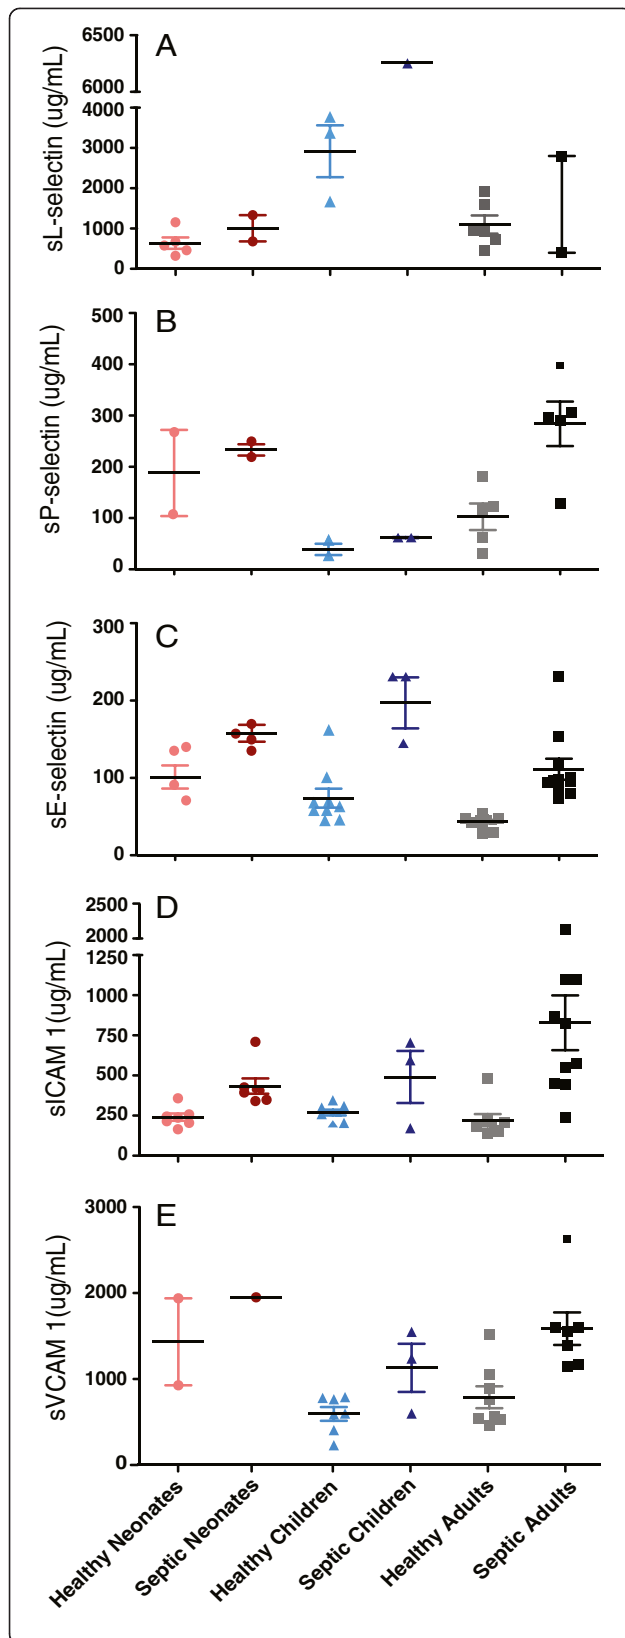 A
sL-selectin (ug/mL)
6500
6000
4000
3000
2000
1000
0
B
sP-selectin (ug/mL)
500
400
300
200
100
0
C
sE-selectin (ug/mL)
300
200
100
0
D
sICAM 1(ug/mL)
2500
2000
1250
1000
750
500
250
0
E
sVCAM 1(ug/mL)
3000
2000
1000
0
Healthy Neonates
Septic Neonates
Healthy Children
Septic Children
Healthy Adults
Septic Adults